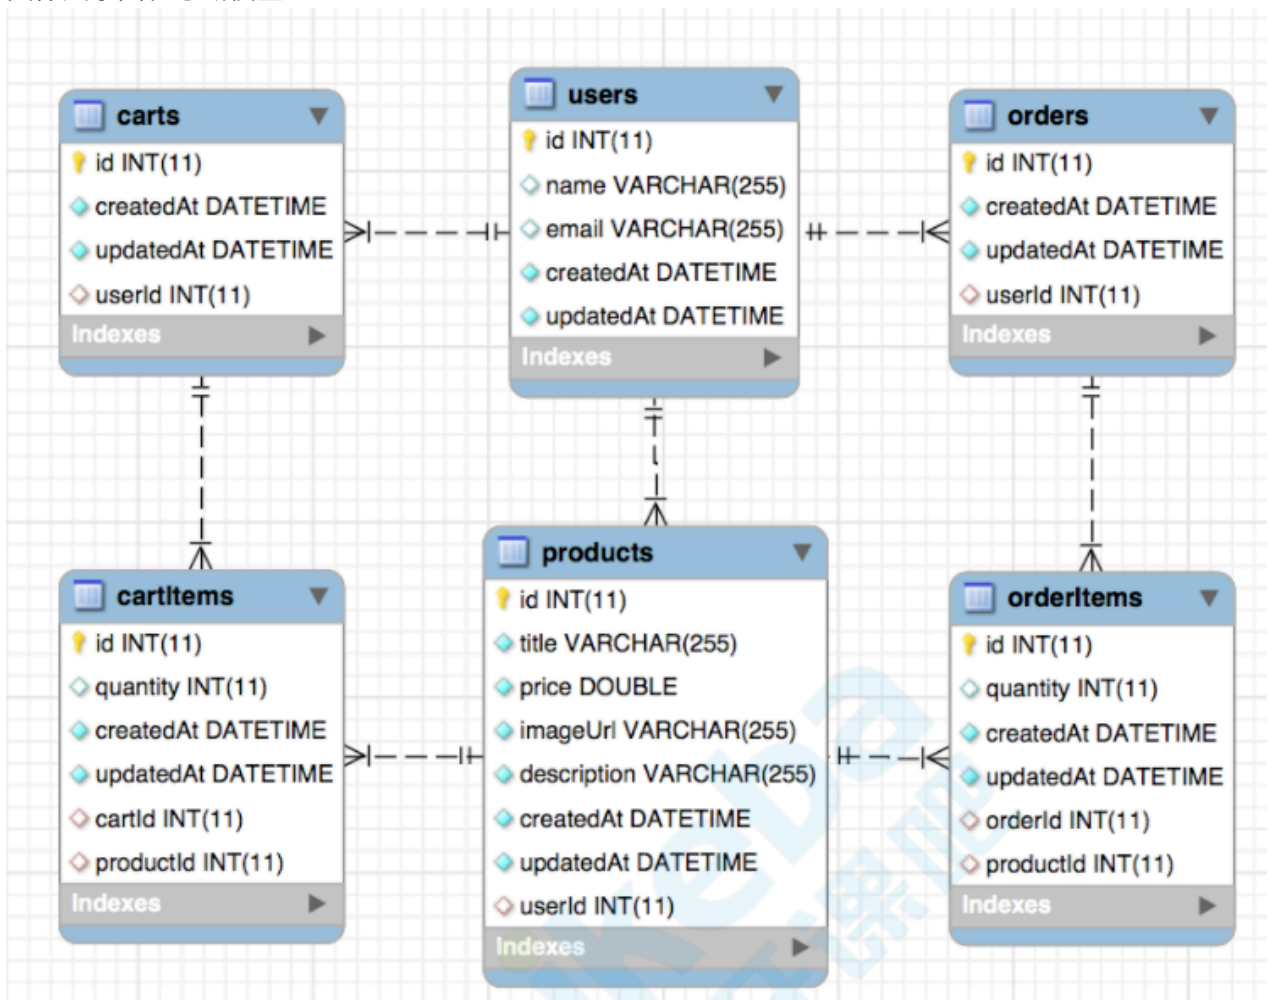 carts
id INT(11)
createdAt DATETIME
updatedAt DATETIME
userId INT(11)
Indexes
users
id INT(11)
name VARCHAR(255)
email VARCHAR(255)
createdAt DATETIME
updatedAt DATETIME
Indexes
orders
id INT(11)
createdAt DATETIME
updatedAt DATETIME
userId INT(11)
Indexes
cartItems
id INT(11)
quantity INT(11)
createdAt DATETIME
updatedAt DATETIME
cartId INT(11)
productId INT(11)
Indexes
products
id INT(11)
title VARCHAR(255)
price DOUBLE
imageUrl VARCHAR(255)
description VARCHAR(255)
createdAt DATETIME
updatedAt DATETIME
userId INT(11)
Indexes
orderItems
id INT(11)
quantity INT(11)
createdAt DATETIME
updatedAt DATETIME
orderId INT(11)
productId INT(11)
Indexes